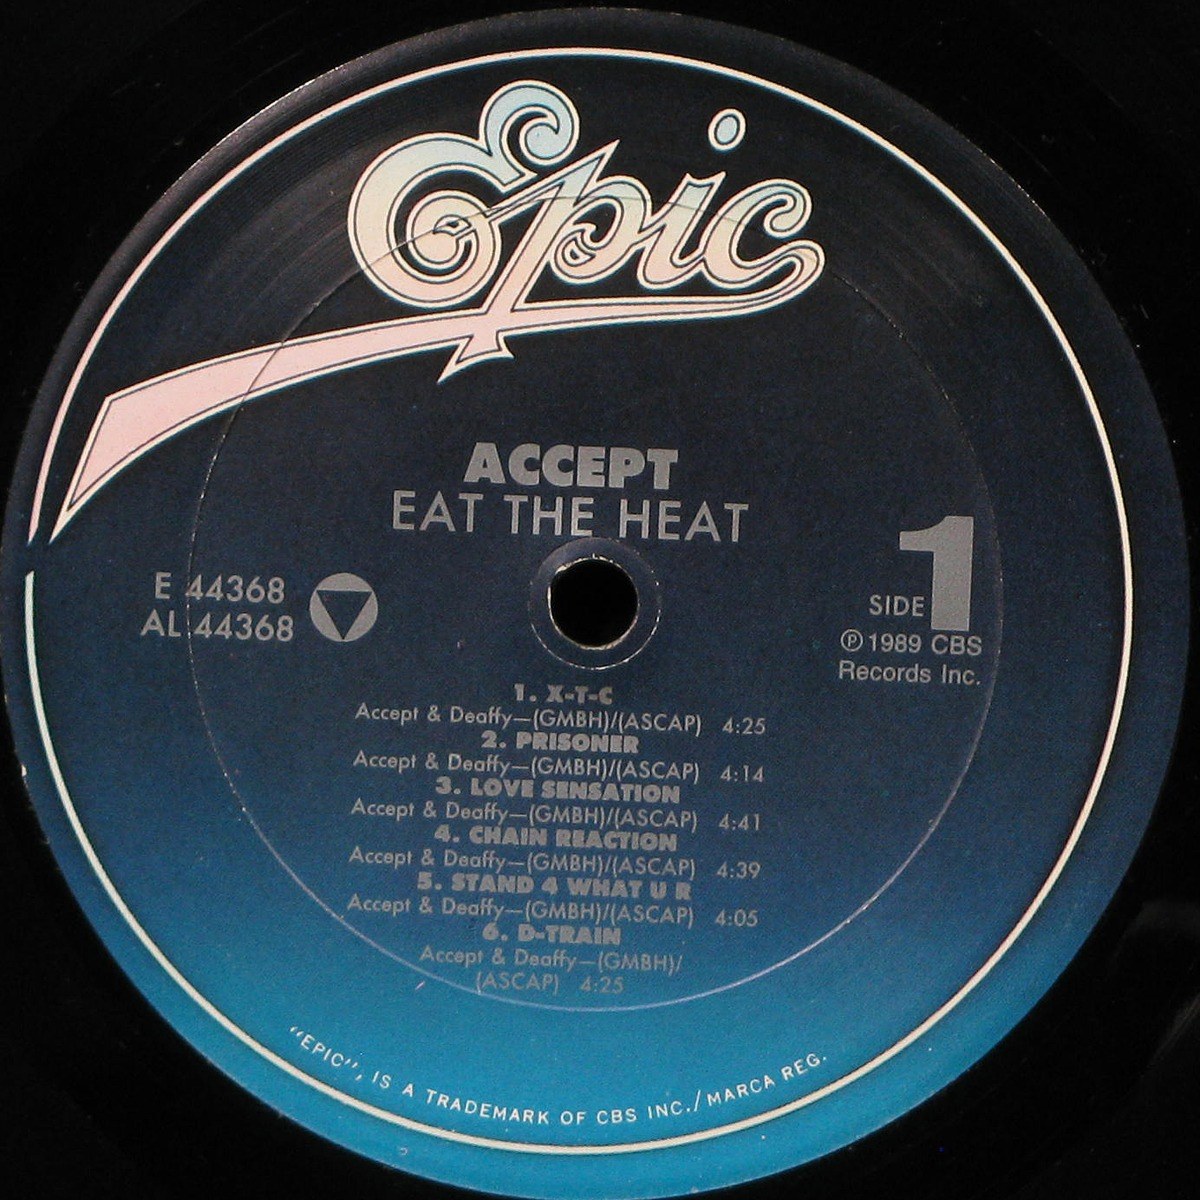 Epic
ACCEPT
EAT THE HEAT
E 44368
AL 44368
SIDE 1
Ⓟ 1989 CBS
Records Inc.
1. X-T-C
Accept & Deaffy—(GMBH)/(ASCAP) 4:25
2. PRISONER
Accept & Deaffy—(GMBH)/(ASCAP) 4:14
3. LOVE SENSATION
Accept & Deaffy—(GMBH)/(ASCAP) 4:41
4. CHAIN REACTION
Accept & Deaffy—(GMBH)/(ASCAP) 4:39
5. STAND 4 WHAT U R
Accept & Deaffy—(GMBH)/(ASCAP) 4:05
6. D-TRAIN
Accept & Deaffy—(GMBH)/
(ASCAP) 4:25
"EPIC", IS A TRADEMARK OF CBS INC./MARCA REG.